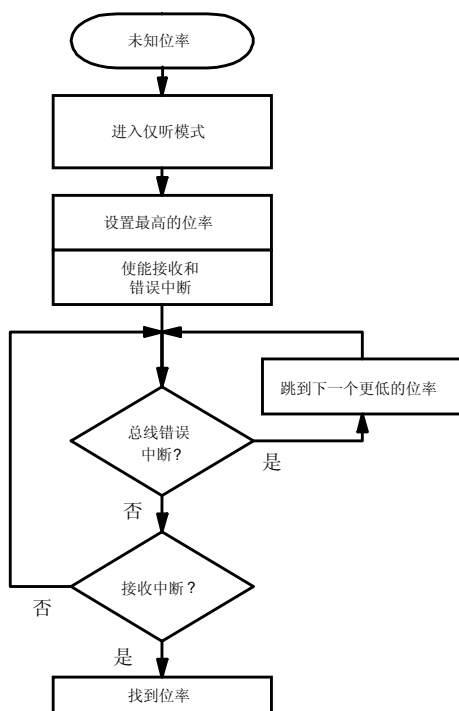 未知位率
进入仅听模式
设置最高的位率
使能接收和
错误中断
跳到下一个更低的位率
总线错误
中断?
是
否
接收中断?
否
是
找到位率